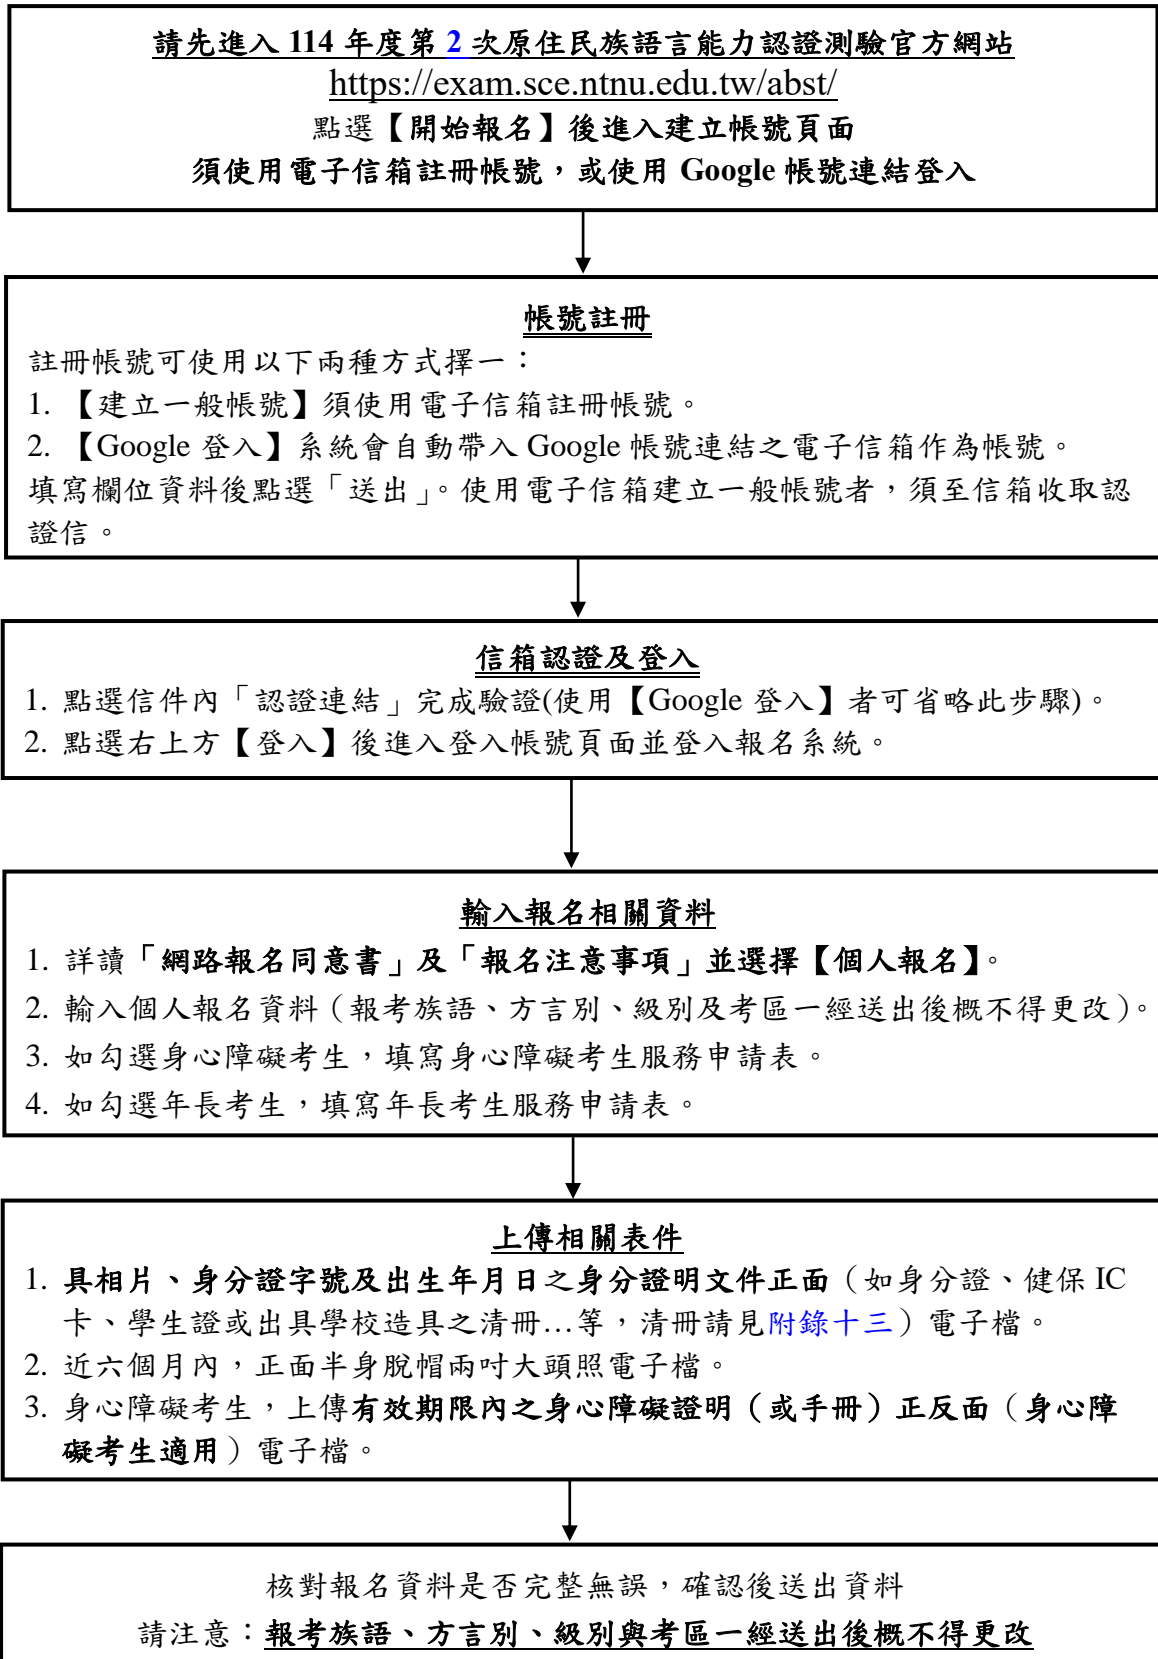 請先進入 114 年度第 2 次原住民族語言能力認證測驗官方網站
https://exam.sce.ntnu.edu.tw/abst/
點選【開始報名】後進入建立帳號頁面
須使用電子信箱註冊帳號，或使用 Google 帳號連結登入
帳號註冊
註冊帳號可使用以下兩種方式擇一：
1. 【建立一般帳號】須使用電子信箱註冊帳號。
2. 【Google 登入】系統會自動帶入 Google 帳號連結之電子信箱作為帳號。
填寫欄位資料後點選「送出」。使用電子信箱建立一般帳號者，須至信箱收取認
證信。
信箱認證及登入
1. 點選信件內「認證連結」完成驗證(使用【Google 登入】者可省略此步驟)。
2. 點選右上方【登入】後進入登入帳號頁面並登入報名系統。
輸入報名相關資料
1. 詳讀「網路報名同意書」及「報名注意事項」並選擇【個人報名】。
2. 輸入個人報名資料（報考族語、方言別、級別及考區一經送出後概不得更改）。
3. 如勾選身心障礙考生，填寫身心障礙考生服務申請表。
4. 如勾選年長考生，填寫年長考生服務申請表。
上傳相關表件
1. 具相片、身分證字號及出生年月日之身分證明文件正面（如身分證、健保 IC
卡、學生證或出具學校造具之清冊…等，清冊請見附錄十三）電子檔。
2. 近六個月內，正面半身脫帽兩吋大頭照電子檔。
3. 身心障礙考生，上傳有效期限內之身心障礙證明（或手冊）正反面（身心障
礙考生適用）電子檔。
核對報名資料是否完整無誤，確認後送出資料
請注意：報考族語、方言別、級別與考區一經送出後概不得更改